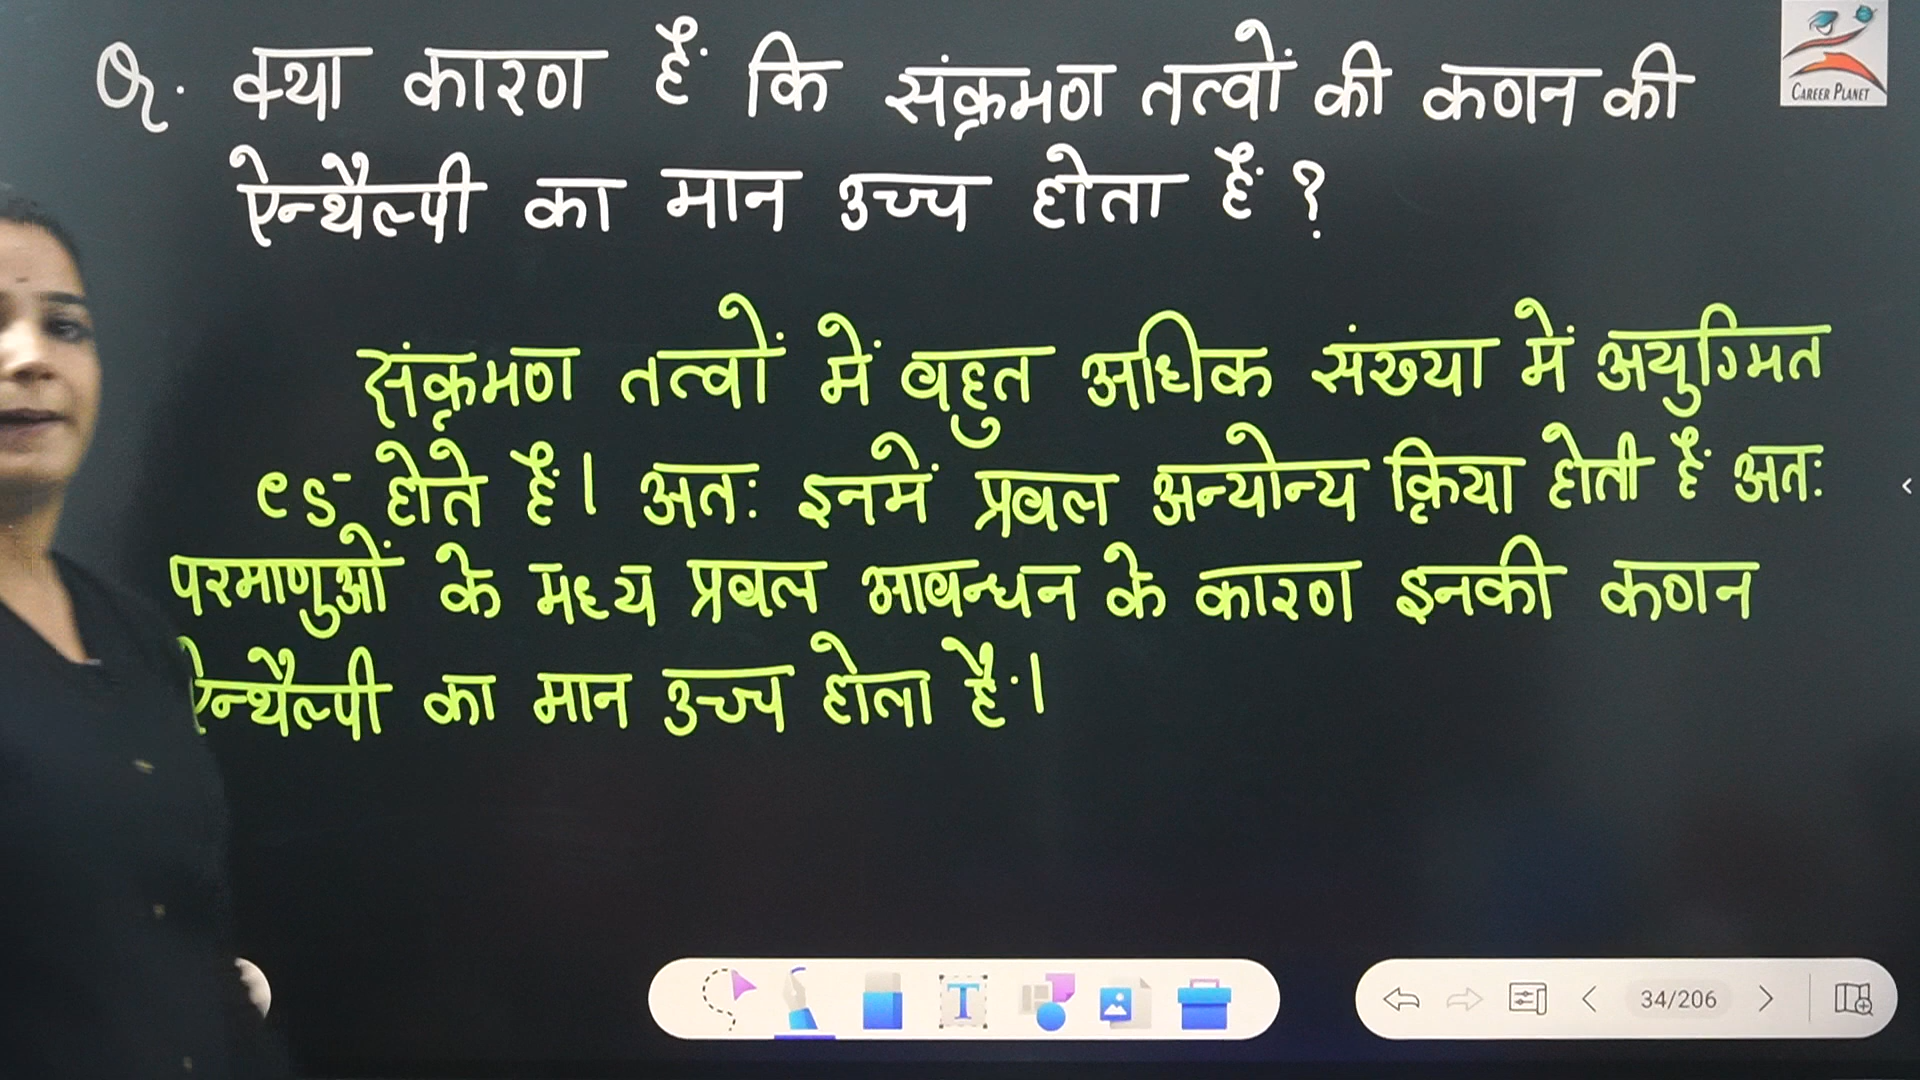 Q. क्या कारण हैं कि संक्रमण तत्वों की कणन की
ऐन्थैल्पी का मान उच्च होता हैं ?
संक्रमण तत्वों में बहुत अधिक संख्या में अयुग्मित
es⁻ होते हैं। अतः इनमें प्रबल अन्योन्य क्रिया होती हैं अतः
परमाणुओं के मध्य प्रबल आबन्धन के कारण इनकी कणन
ऐन्थैल्पी का मान उच्च होता है।
CAREER PLANET
T
34/206